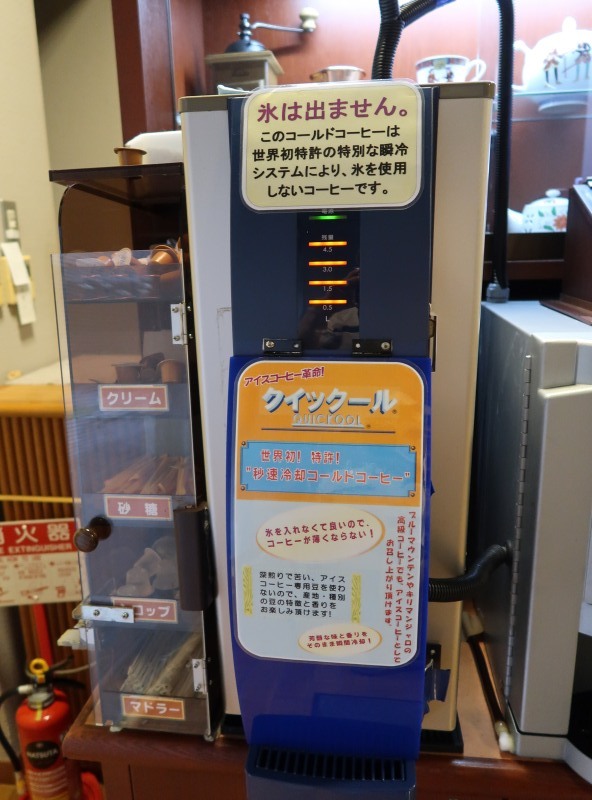 氷は出ません。
このコールドコーヒーは
世界初特許の特別な瞬冷
システムにより、氷を使用
しないコーヒーです。
残量
4.5
3.0
1.5
0.5
L
アイスコーヒー革命!
クイックール®
QUICKOOL
世界初! 特許!
"秒速冷却コールドコーヒー"
氷を入れなくて良いので、
コーヒーが薄くならない!
ブルーマウンテンやキリマンジャロの
高級コーヒーでも、アイスコーヒーとして
お召し上がり頂けます。
深煎りで苦い、アイス
コーヒー専用豆を使わ
ないので、産地・種別
の豆の特徴と香りを
お楽しみ頂けます!
芳醇な味と香りを
そのまま瞬間冷却!
クリーム
砂糖
ロップ
マドラー
火器
EXTINGUISHER
HATSUTA